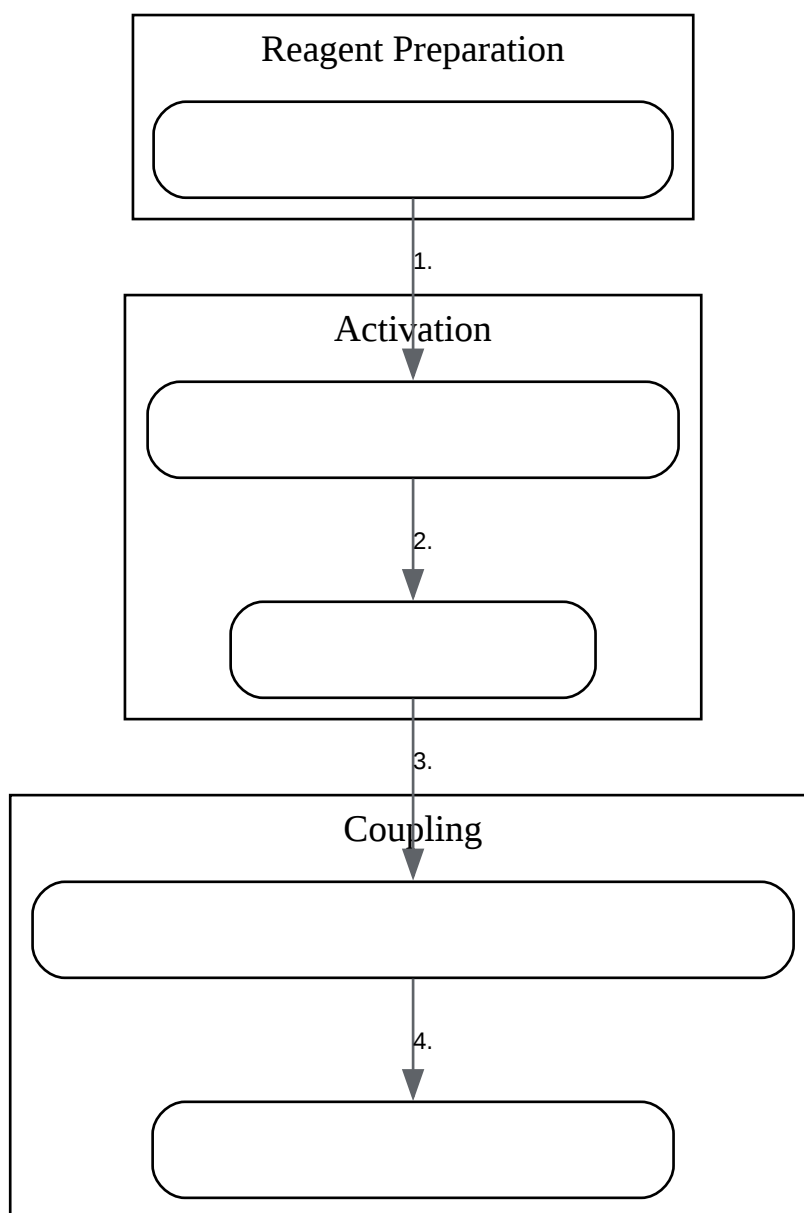 Reagent Preparation
1.
Activation
2.
3.
Coupling
4.